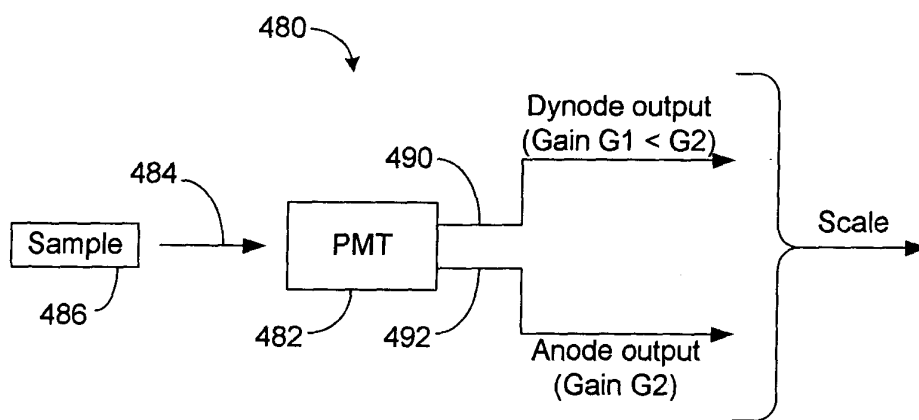 480
Dynode output
(Gain G1 < G2)
490
484
Sample
PMT
Scale
486
482
492
Anode output
(Gain G2)